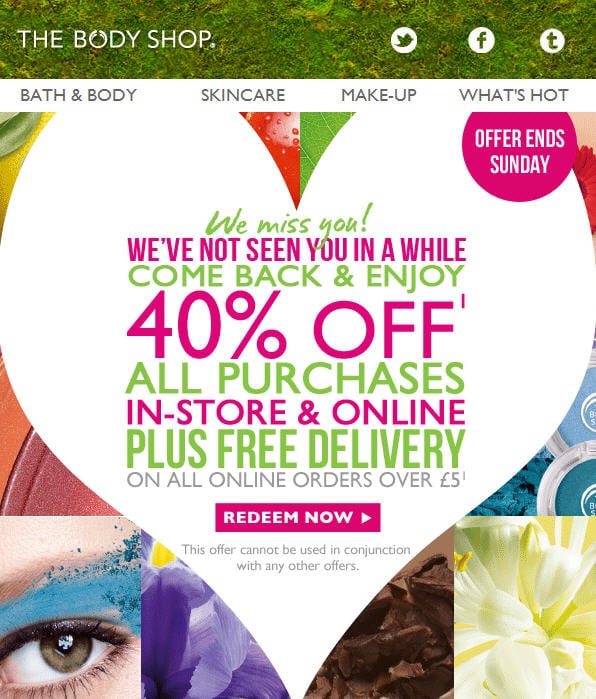 THE BODY SHOP®
BATH & BODY SKINCARE MAKE-UP WHAT'S HOT
OFFER ENDS
SUNDAY
We miss you!
WE'VE NOT SEEN YOU IN A WHILE
COME BACK & ENJOY
40% OFF¹
ALL PURCHASES
IN-STORE & ONLINE
PLUS FREE DELIVERY
ON ALL ONLINE ORDERS OVER £5¹
REDEEM NOW ▶
This offer cannot be used in conjunction
with any other offers.